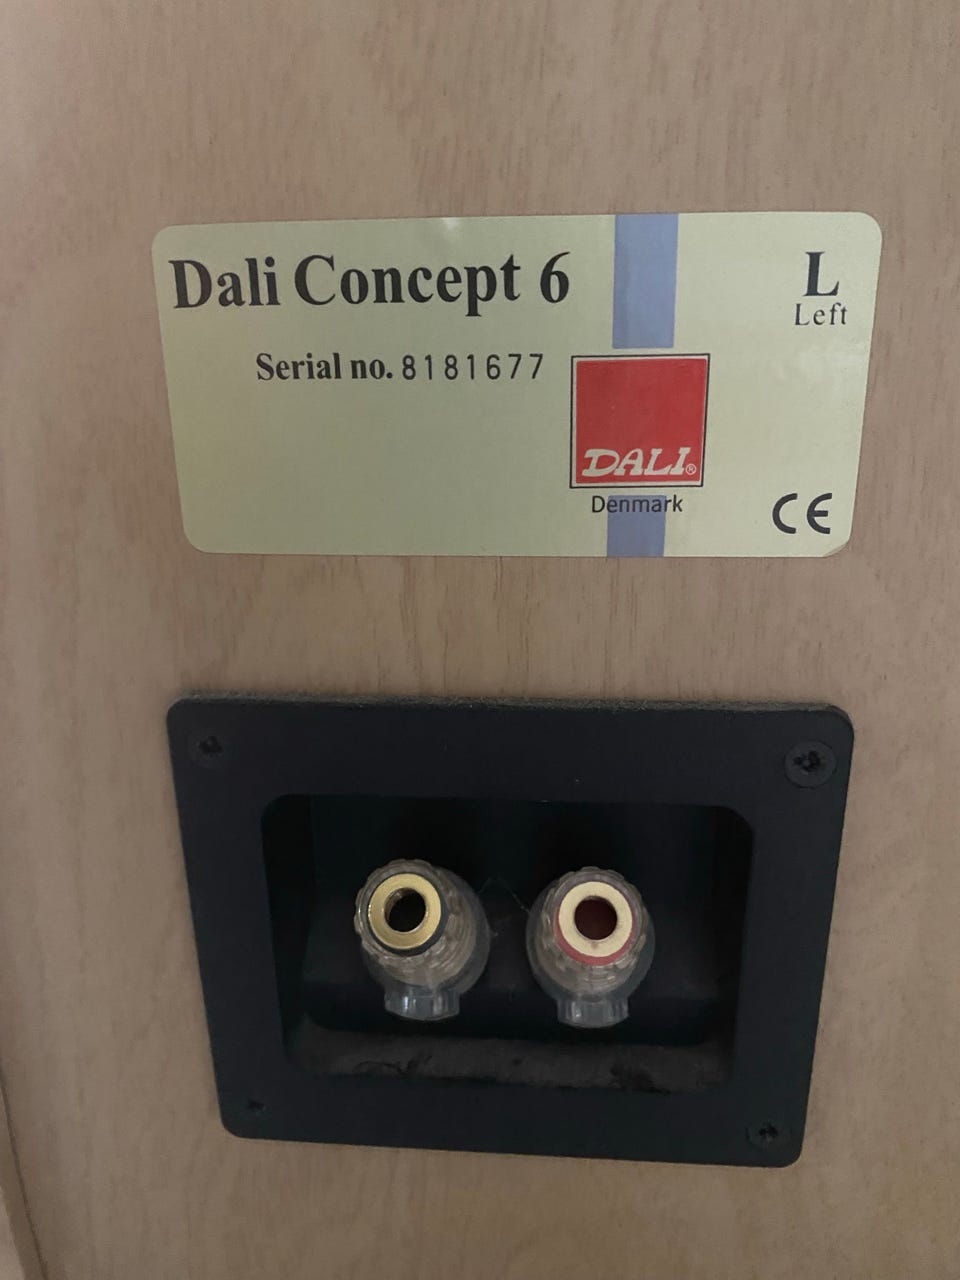 Dali Concept 6
L
Left
Serial no. 8181677
DALI®
Denmark
CE